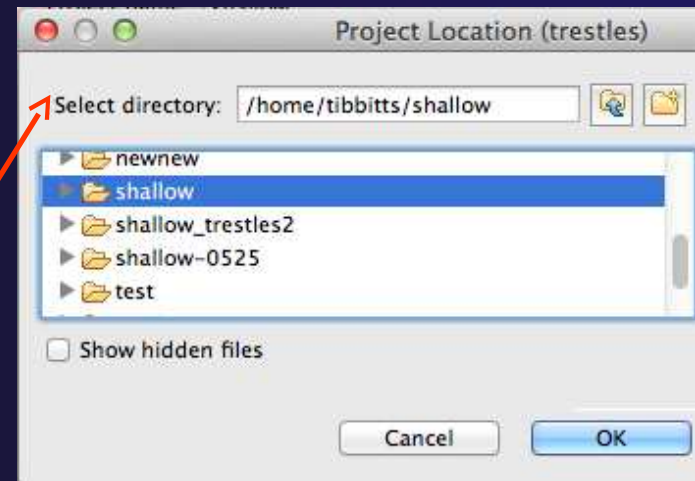 Project Location (trestles)
Select directory: /home/tibbitts/shallow
newnew
shallow
shallow_trestles2
shallow-0525
test
Show hidden files
Cancel OK